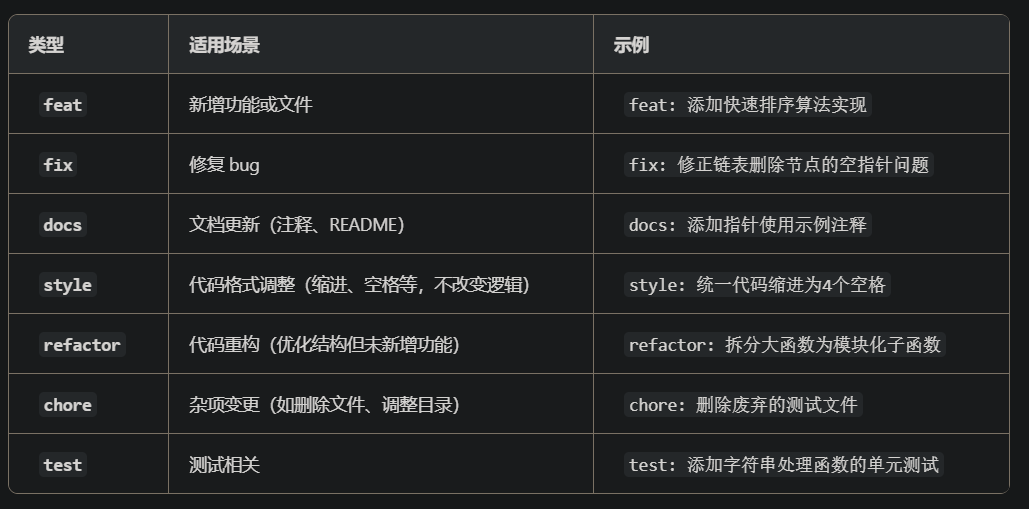 类型 适用场景 示例
feat 新增功能或文件 feat: 添加快速排序算法实现
fix 修复 bug fix: 修正链表删除节点的空指针问题
docs 文档更新（注释、README） docs: 添加指针使用示例注释
style 代码格式调整（缩进、空格等，不改变逻辑） style: 统一代码缩进为4个空格
refactor 代码重构（优化结构但未新增功能） refactor: 拆分大函数为模块化子函数
chore 杂项变更（如删除文件、调整目录） chore: 删除废弃的测试文件
test 测试相关 test: 添加字符串处理函数的单元测试